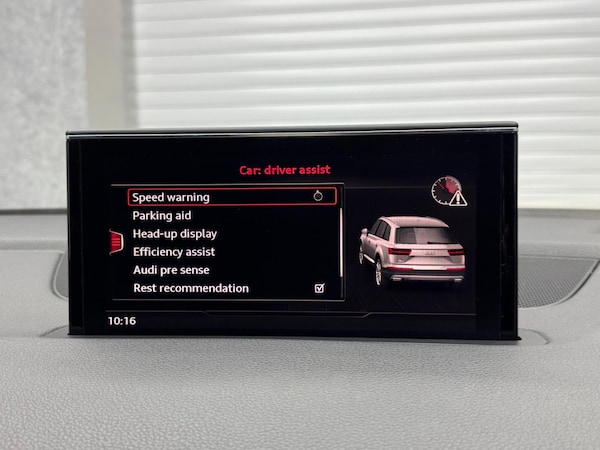 Car: driver assist
Speed warning
Parking aid
Head-up display
Efficiency assist
Audi pre sense
Rest recommendation
10:16